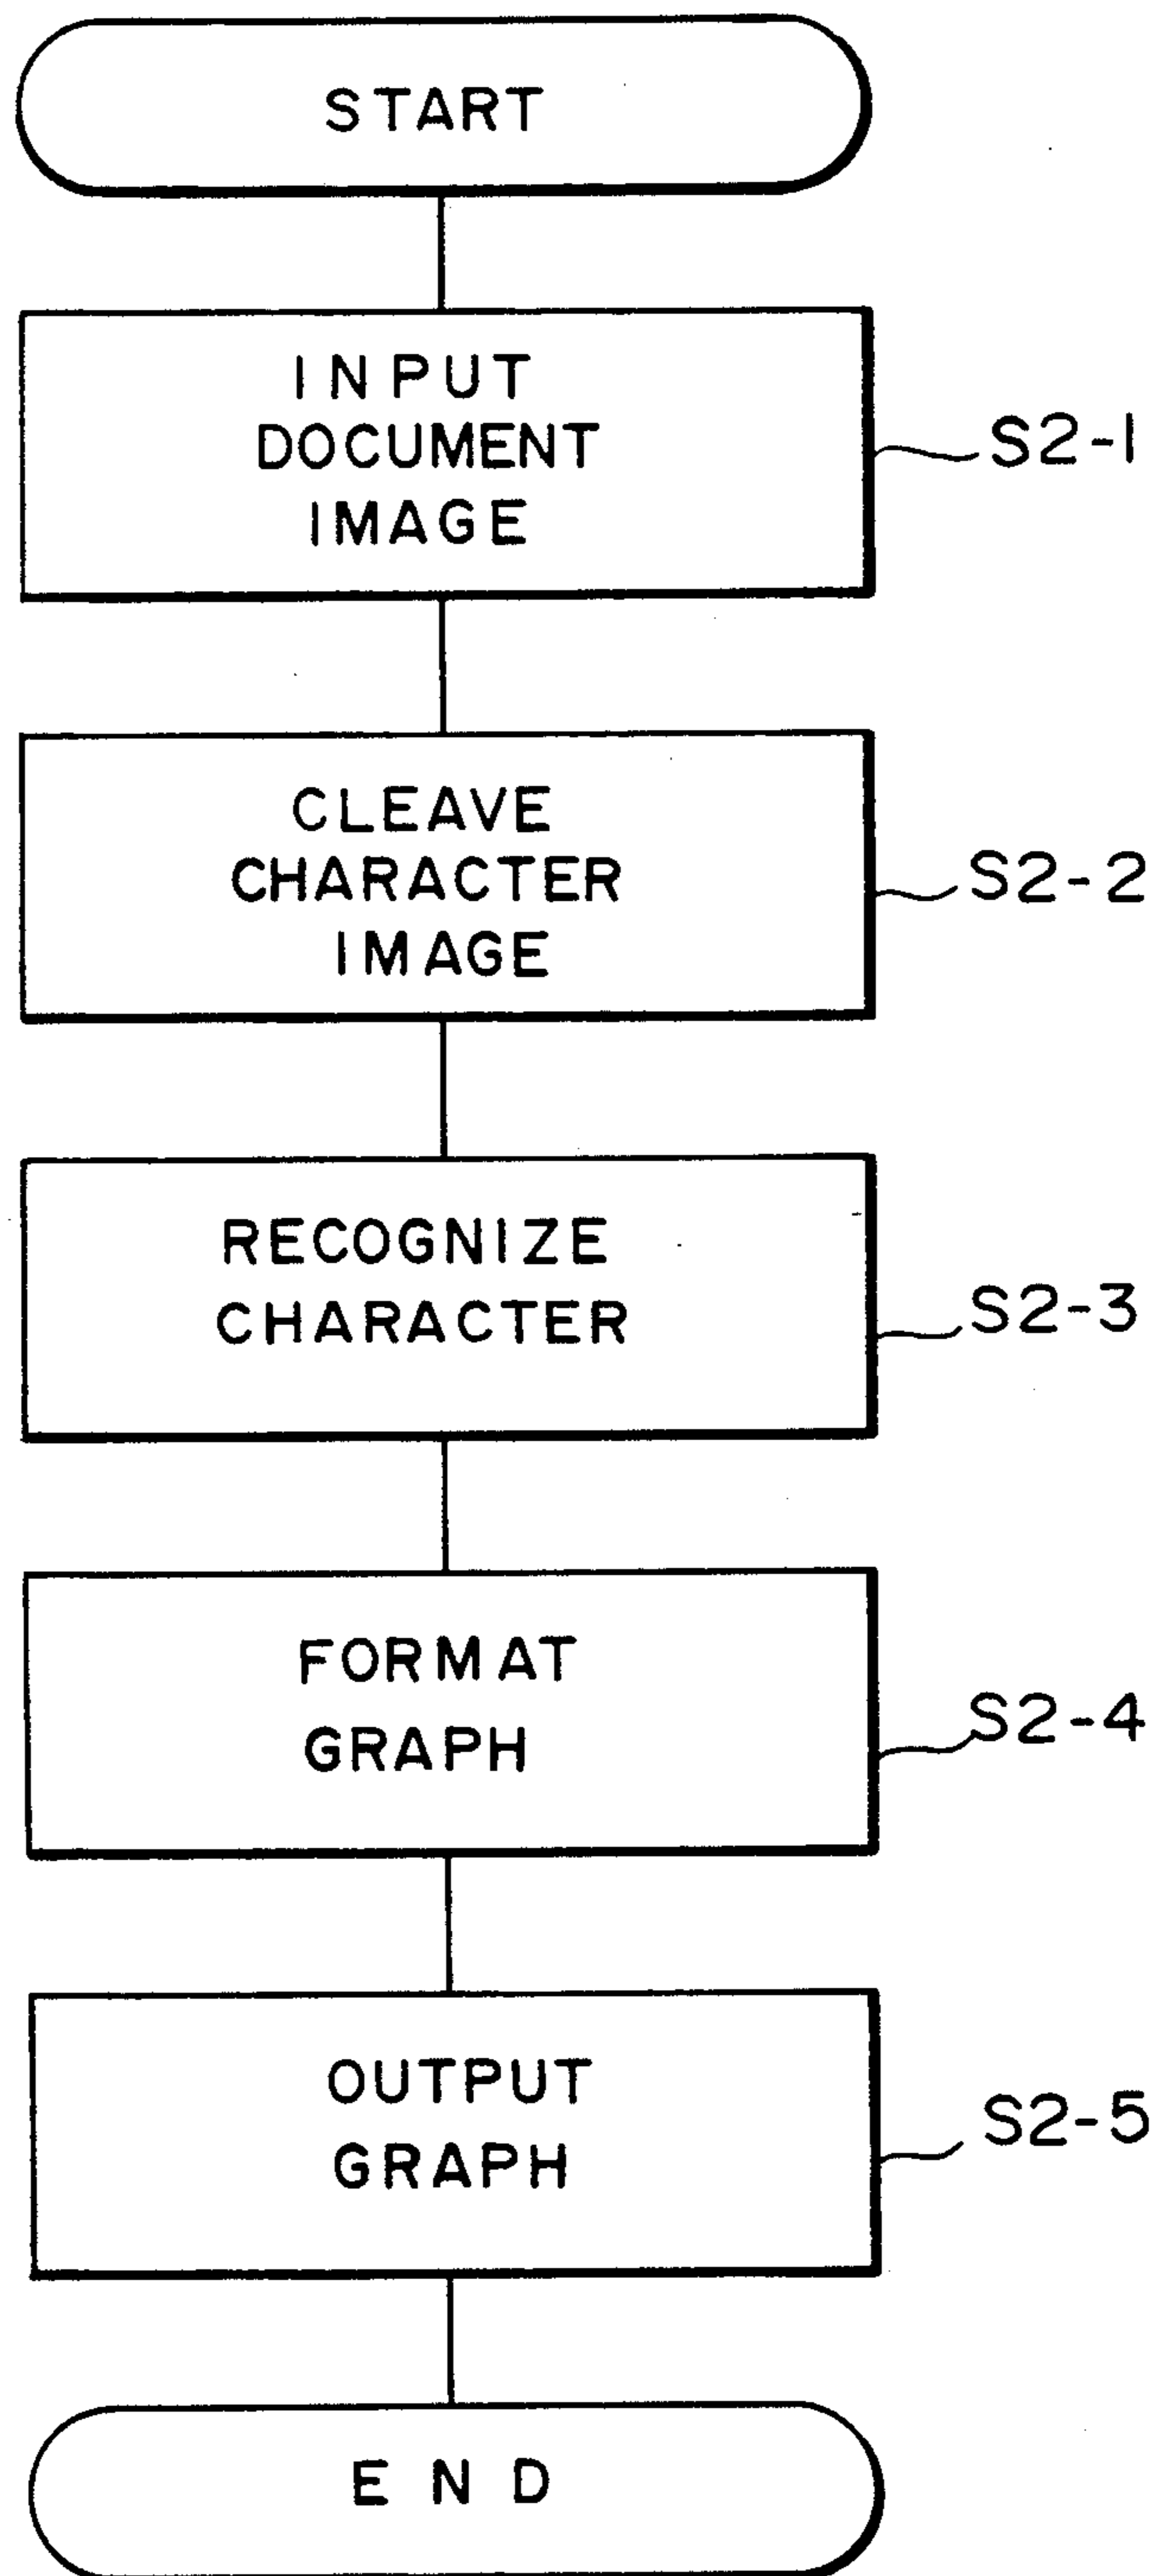 START
INPUT
DOCUMENT
IMAGE
S2-1
CLEAVE
CHARACTER
IMAGE
S2-2
RECOGNIZE
CHARACTER
S2-3
FORMAT
GRAPH
S2-4
OUTPUT
GRAPH
S2-5
END